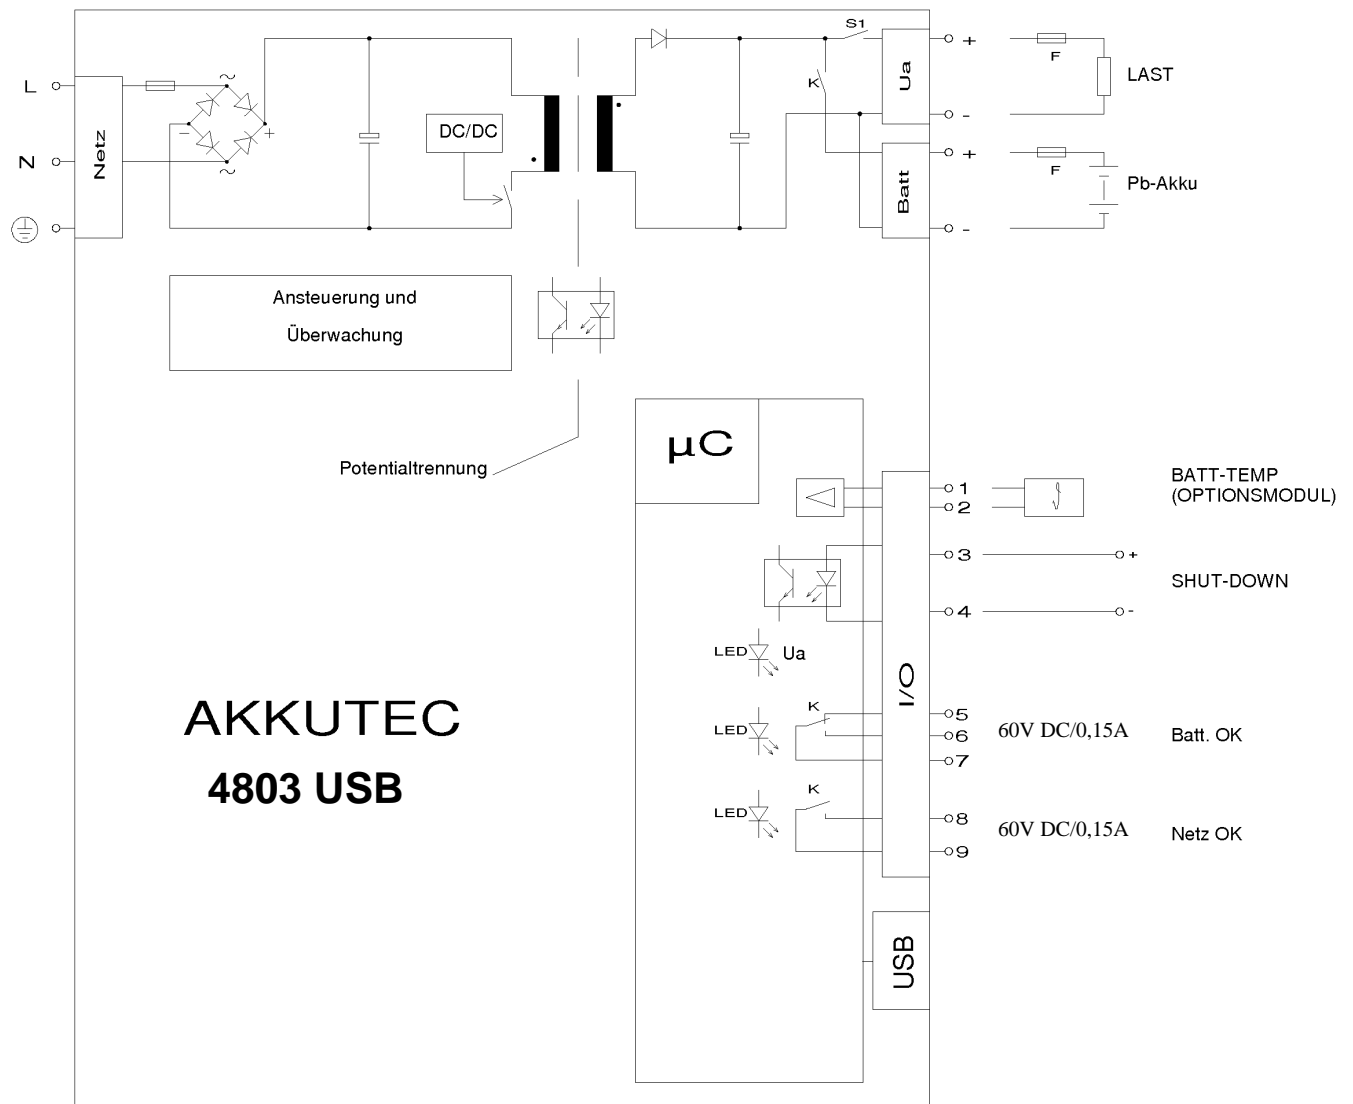 S1
L
N
Netz
~
~
-
+
DC/DC
K
Ua
Batt
+
-
+
-
F
LAST
F
Pb-Akku
Ansteuerung und
Überwachung
Potentialtrennung
µC
1
2
3
4
+
-
BATT-TEMP
(OPTIONSMODUL)
SHUT-DOWN
LED Ua
I/O
AKKUTEC
4803 USB
LED
K
5
6
7
60V DC/0,15A
Batt. OK
LED
K
8
9
60V DC/0,15A
Netz OK
USB